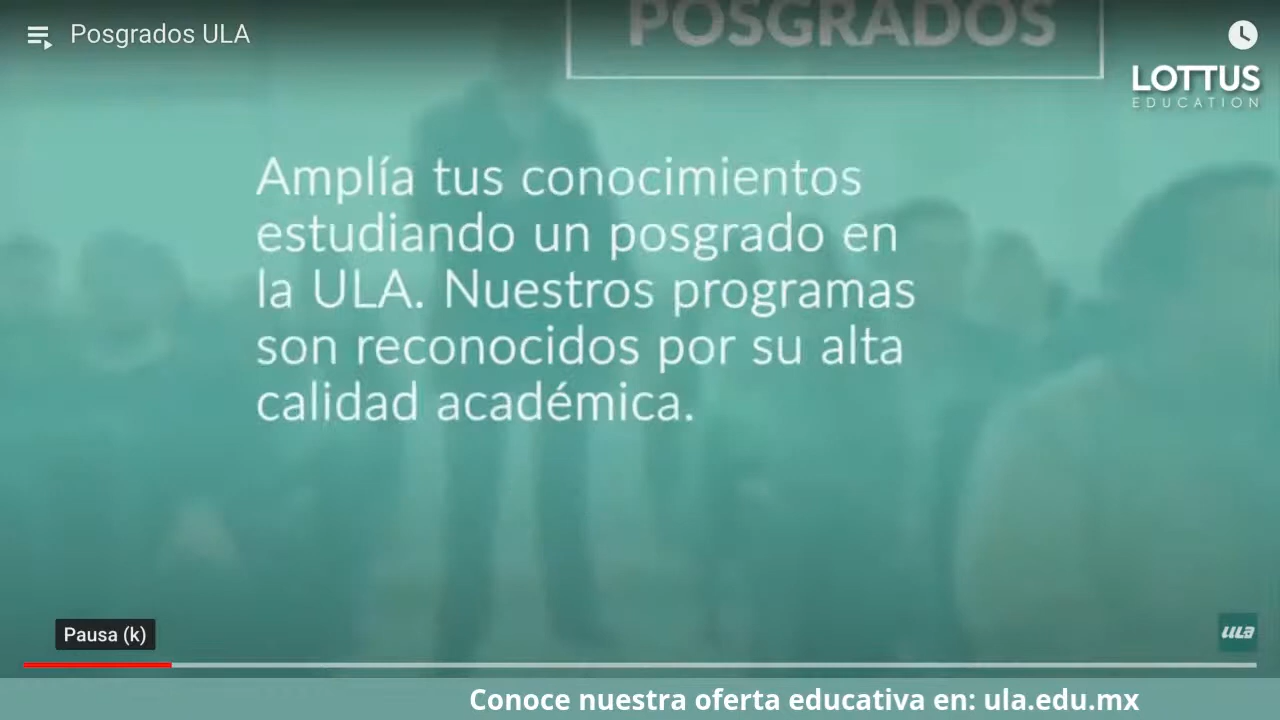 Posgrados ULA
POSGRADOS
LOTTUS
EDUCATION
Amplía tus conocimientos
estudiando un posgrado en
la ULA. Nuestros programas
son reconocidos por su alta
calidad académica.
Pausa (k)
ula
Conoce nuestra oferta educativa en: ula.edu.mx